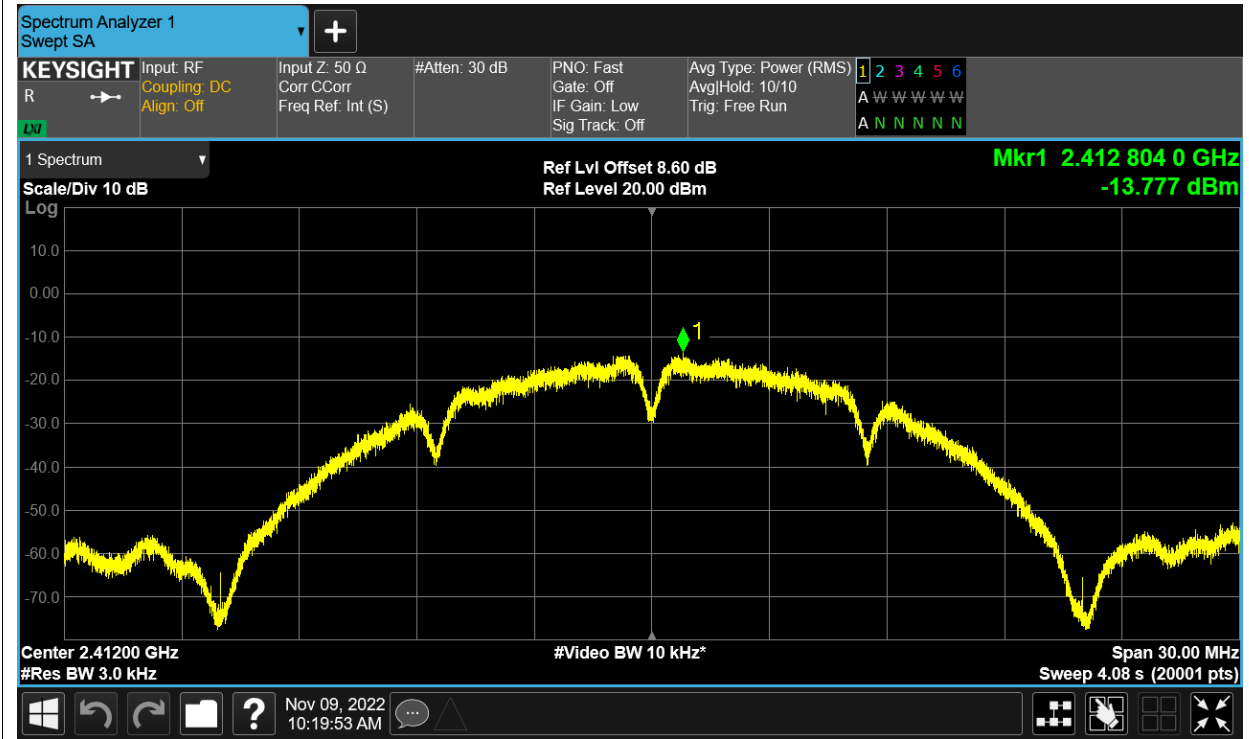 Spectrum Analyzer 1
Swept SA
KEYSIGHT
R
LXI
Input: RF
Coupling: DC
Align: Off
Input Z: 50 Ω
Corr CCorr
Freq Ref: Int (S)
#Atten: 30 dB
PNO: Fast
Gate: Off
IF Gain: Low
Sig Track: Off
Avg Type: Power (RMS)
Avg|Hold: 10/10
Trig: Free Run
1 2 3 4 5 6
A W W W W W
A N N N N N
1 Spectrum
Scale/Div 10 dB
Log
Ref Lvl Offset 8.60 dB
Ref Level 20.00 dBm
Mkr1 2.412 804 0 GHz
-13.777 dBm
10.0
0.00
-10.0
-20.0
-30.0
-40.0
-50.0
-60.0
-70.0
1
Center 2.41200 GHz
#Res BW 3.0 kHz
#Video BW 10 kHz*
Span 30.00 MHz
Sweep 4.08 s (20001 pts)
?
Nov 09, 2022
10:19:53 AM